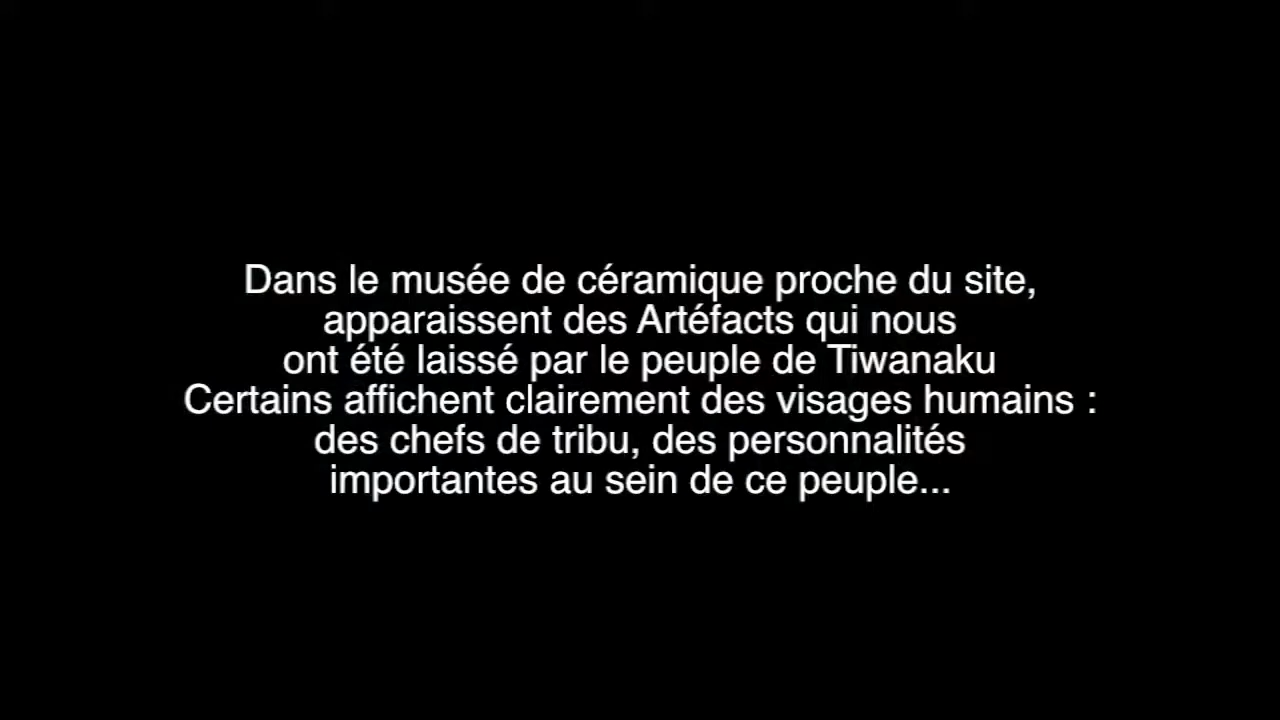 Dans le musée de céramique proche du site,
apparaissent des Artéfacts qui nous
ont été laissé par le peuple de Tiwanaku
Certains affichent clairement des visages humains :
des chefs de tribu, des personnalités
importantes au sein de ce peuple...